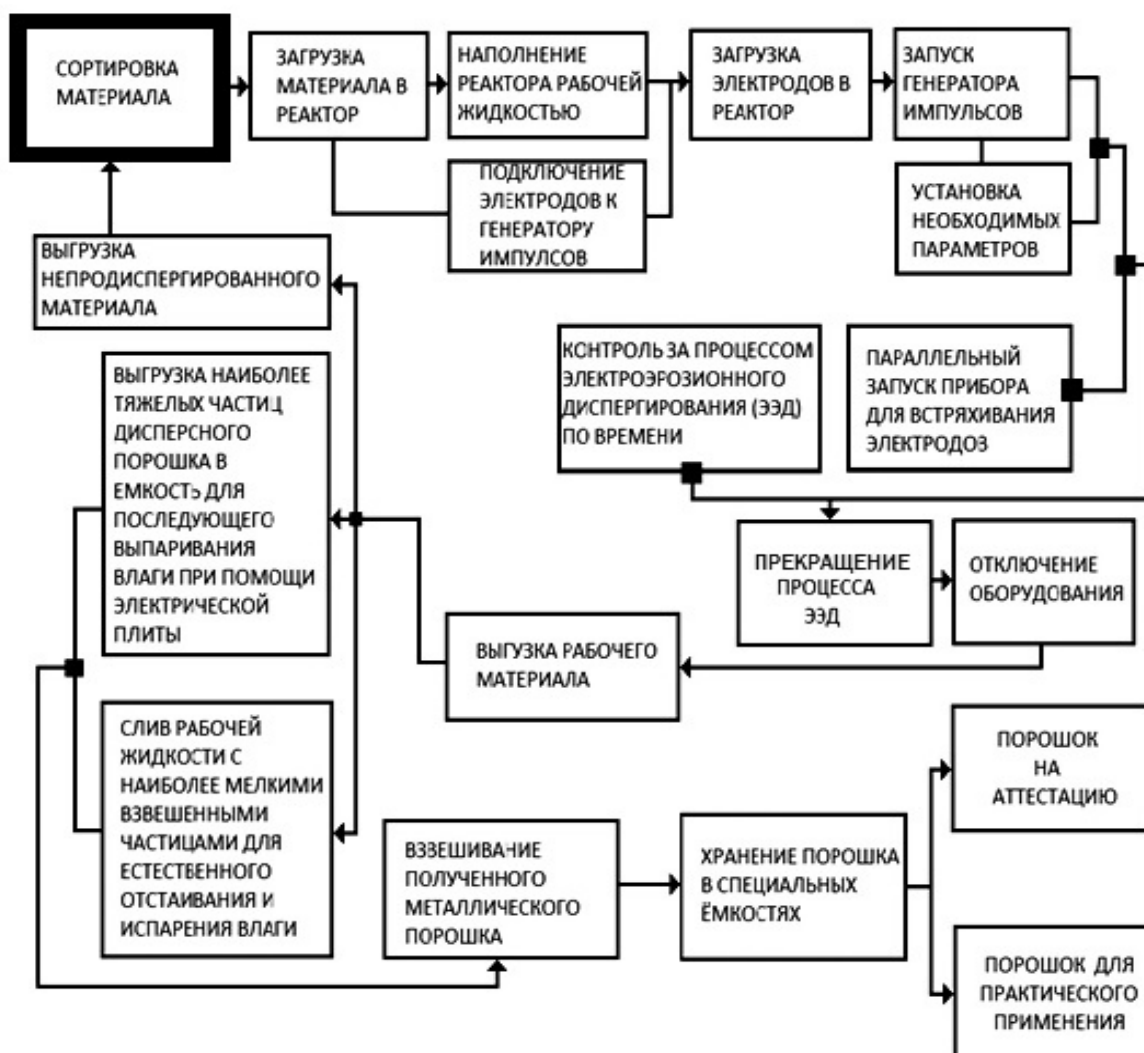 СОРТИРОВКА
МАТЕРИАЛА
ЗАГРУЗКА
МАТЕРИАЛА В
РЕАКТОР
НАПОЛНЕНИЕ
РЕАКТОРА РАБОЧЕЙ
ЖИДКОСТЬЮ
ЗАГРУЗКА
ЭЛЕКТРОДОВ В
РЕАКТОР
ЗАПУСК
ГЕНЕРАТОРА
ИМПУЛЬСОВ
ПОДКЛЮЧЕНИЕ
ЭЛЕКТРОДОВ К
ГЕНЕРАТОРУ
ИМПУЛСОВ
УСТАНОВКА
НЕОБХОДИМЫХ
ПАРАМЕТРОВ
ВЫГРУЗКА
НЕПРОДИСПЕРГИРОВАННОГО
МАТЕРИАЛА
КОНТРОЛЬ ЗА ПРОЦЕССОМ
ЭЛЕКТРОЭРОЗИОННОГО
ДИСПЕРГИРОВАНИЯ (ЭЭД)
ПО ВРЕМЕНИ
ПАРАЛЛЕЛЬНЫЙ
ЗАПУСК ПРИБОРА
ДЛЯ ВСТРЯХИВАНИЯ
ЭЛЕКТРОДОЗ
ВЫГРУЗКА НАИБОЛЕЕ
ТЯЖЕЛЫХ ЧАСТИЦ
ДИСПЕРСНОГО
ПОРОШКА В
ЕМКОСТЬ ДЛЯ
ПОСЛЕДУЮЩЕГО
ВЫПАРИВАНИЯ
ВЛАГИ ПРИ ПОМОЩИ
ЭЛЕКТРИЧЕСКОЙ
ПЛИТЫ
ПРЕКРАЩЕНИЕ
ПРОЦЕССА
ЭЭД
ОТКЛЮЧЕНИЕ
ОБОРУДОВАНИЯ
ВЫГУЗКА РАБОЧЕГО
МАТЕРИАЛА
СЛИВ РАБОЧЕЙ
ЖИДКОСТИ С
НАИБОЛЕЕ МЕЛКИМИ
ВЗВЕШЕННЫМИ
ЧАСТИЦАМИ ДЛЯ
ЕСТЕСТВЕННОГО
ОТСТАИВАНИЯ И
ИСПАРЕНИЯ ВЛАГИ
ВЗВЕШИВАНИЕ
ПОЛУЧЕННОГО
МЕТАЛЛИЧЕСКОГО
ПОРОШКА
ХРАНЕНИЕ ПОРОШКА
В СПЕЦИАЛЬНЫХ
ЁМКОСТЯХ
ПОРОШОК
НА
АТТЕСТАЦИЮ
ПОРОШОК ДЛЯ
ПРАКТИЧЕСКОГО
ПРИМЕНЕНИЯ